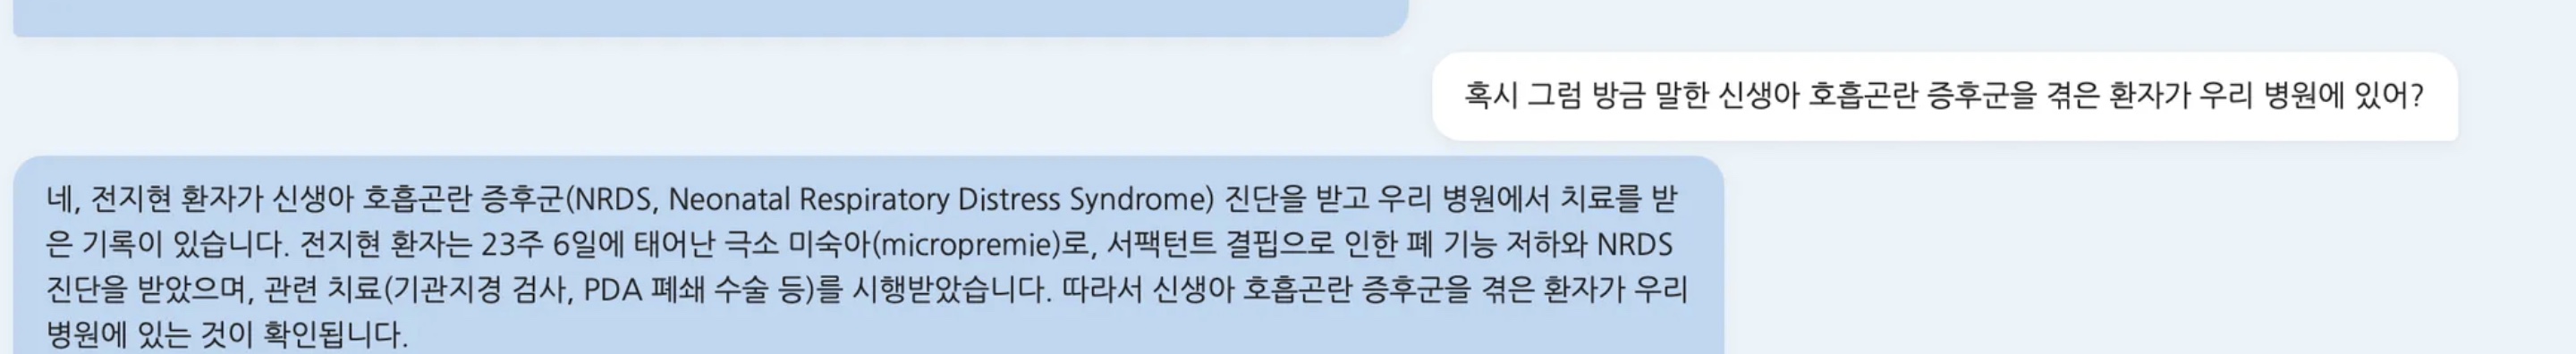 혹시 그럼 방금 말한 신생아 호흡곤란 증후군을 겪은 환자가 우리 병원에 있어?
네, 전지현 환자가 신생아 호흡곤란 증후군(NRDS, Neonatal Respiratory Distress Syndrome) 진단을 받고 우리 병원에서 치료를 받
은 기록이 있습니다. 전지현 환자는 23주 6일에 태어난 극소 미숙아(micropremie)로, 서팩턴트 결핍으로 인한 폐 기능 저하와 NRDS
진단을 받았으며, 관련 치료(기관지경 검사, PDA 폐쇄 수술 등)를 시행받았습니다. 따라서 신생아 호흡곤란 증후군을 겪은 환자가 우리
병원에 있는 것이 확인됩니다.